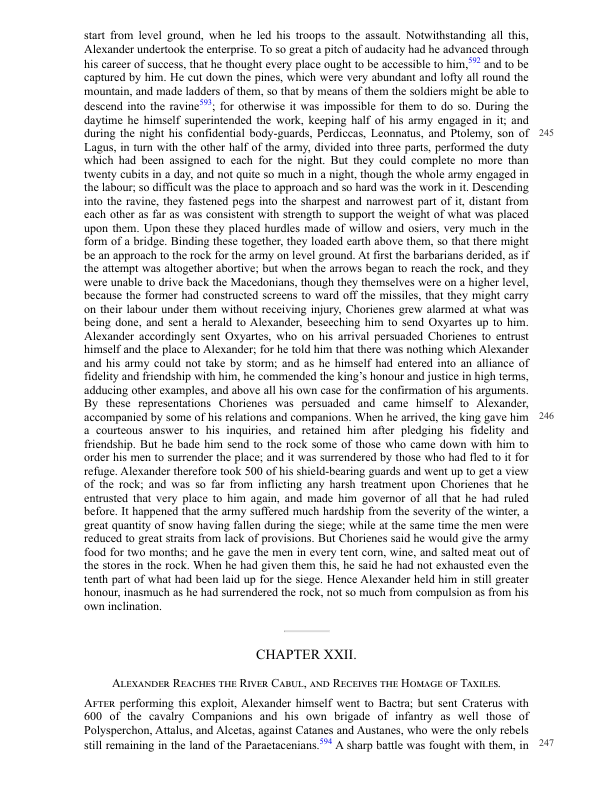 start from level ground, when he led his troops to the assault. Notwithstanding all this,
Alexander undertook the enterprise. To so great a pitch of audacity had he advanced through
his career of success, that he thought every place ought to be accessible to him,592 and to be
captured by him. He cut down the pines, which were very abundant and lofty all round the
mountain, and made ladders of them, so that by means of them the soldiers might be able to
descend into the ravine593; for otherwise it was impossible for them to do so. During the
daytime he himself superintended the work, keeping half of his army engaged in it; and
during the night his confidential body-guards, Perdiccas, Leonnatus, and Ptolemy, son of 245
Lagus, in turn with the other half of the army, divided into three parts, performed the duty
which had been assigned to each for the night. But they could complete no more than
twenty cubits in a day, and not quite so much in a night, though the whole army engaged in
the labour; so difficult was the place to approach and so hard was the work in it. Descending
into the ravine, they fastened pegs into the sharpest and narrowest part of it, distant from
each other as far as was consistent with strength to support the weight of what was placed
upon them. Upon these they placed hurdles made of willow and osiers, very much in the
form of a bridge. Binding these together, they loaded earth above them, so that there might
be an approach to the rock for the army on level ground. At first the barbarians derided, as if
the attempt was altogether abortive; but when the arrows began to reach the rock, and they
were unable to drive back the Macedonians, though they themselves were on a higher level,
because the former had constructed screens to ward off the missiles, that they might carry
on their labour under them without receiving injury, Chorienes grew alarmed at what was
being done, and sent a herald to Alexander, beseeching him to send Oxyartes up to him.
Alexander accordingly sent Oxyartes, who on his arrival persuaded Chorienes to entrust
himself and the place to Alexander; for he told him that there was nothing which Alexander
and his army could not take by storm; and as he himself had entered into an alliance of
fidelity and friendship with him, he commended the king's honour and justice in high terms,
adducing other examples, and above all his own case for the confirmation of his arguments.
By these representations Chorienes was persuaded and came himself to Alexander,
accompanied by some of his relations and companions. When he arrived, the king gave him 246
a courteous answer to his inquiries, and retained him after pledging his fidelity and
friendship. But he bade him send to the rock some of those who came down with him to
order his men to surrender the place; and it was surrendered by those who had fled to it for
refuge. Alexander therefore took 500 of his shield-bearing guards and went up to get a view
of the rock; and was so far from inflicting any harsh treatment upon Chorienes that he
entrusted that very place to him again, and made him governor of all that he had ruled
before. It happened that the army suffered much hardship from the severity of the winter, a
great quantity of snow having fallen during the siege; while at the same time the men were
reduced to great straits from lack of provisions. But Chorienes said he would give the army
food for two months; and he gave the men in every tent corn, wine, and salted meat out of
the stores in the rock. When he had given them this, he said he had not exhausted even the
tenth part of what had been laid up for the siege. Hence Alexander held him in still greater
honour, inasmuch as he had surrendered the rock, not so much from compulsion as from his
own inclination.
CHAPTER XXII.
Alexander Reaches the River Cabul, and Receives the Homage of Taxiles.
After performing this exploit, Alexander himself went to Bactra; but sent Craterus with
600 of the cavalry Companions and his own brigade of infantry as well those of
Polysperchon, Attalus, and Alcetas, against Catanes and Austanes, who were the only rebels
still remaining in the land of the Paraetacenians.594 A sharp battle was fought with them, in 247